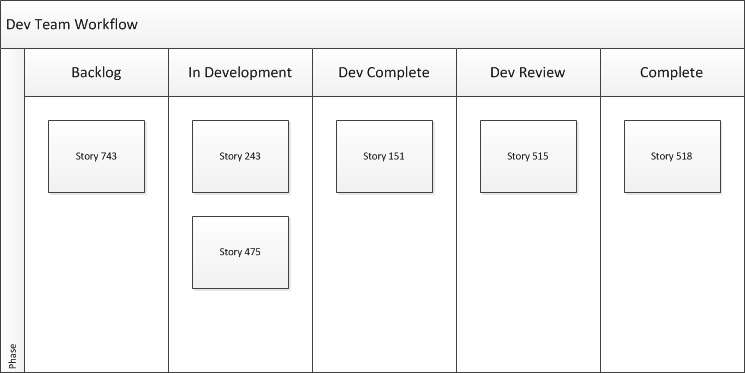 Dev Team Workflow
Backlog
In Development
Dev Complete
Dev Review
Complete
Story 743
Story 243
Story 151
Story 515
Story 518
Story 475
Phase